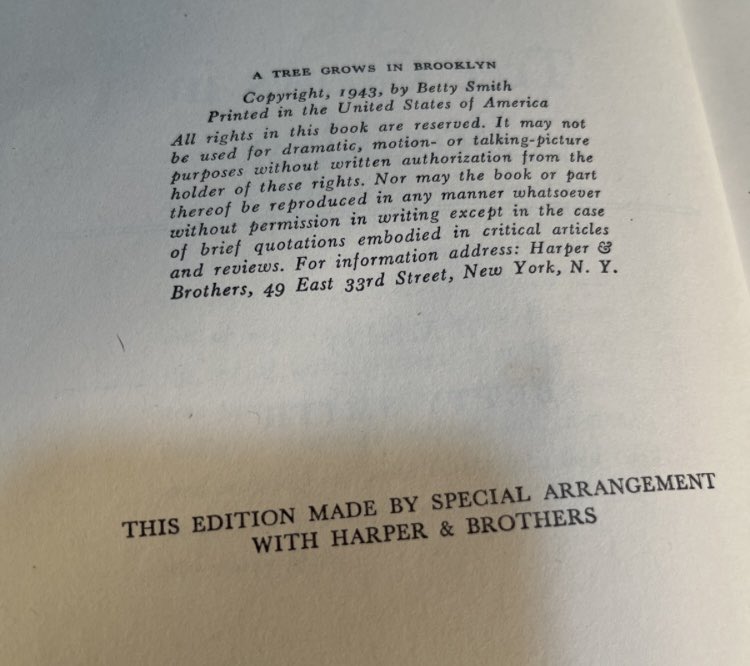 A TREE GROWS IN BROOKLYN
Copyright, 1943, by Betty Smith
Printed in the United States of America
All rights in this book are reserved. It may not
be used for dramatic, motion- or talking-picture
purposes without written authorization from the
holder of these rights. Nor may the book or part
thereof be reproduced in any manner whatsoever
without permission in writing except in the case
of brief quotations embodied in critical articles
and reviews. For information address: Harper &
Brothers, 49 East 33rd Street, New York, N. Y.
THIS EDITION MADE BY SPECIAL ARRANGEMENT
WITH HARPER & BROTHERS